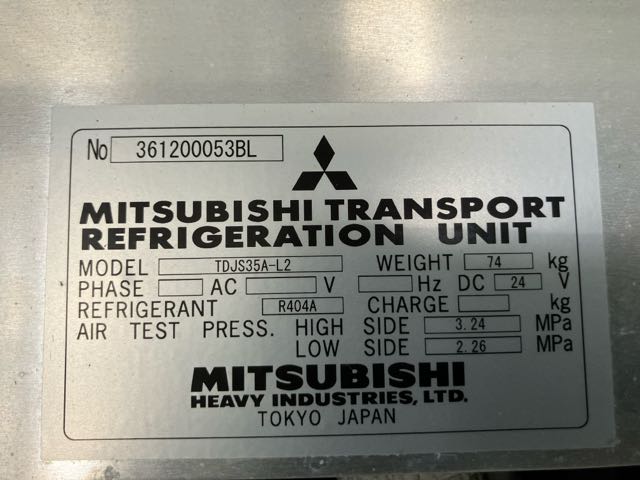 No 361200053BL
MITSUBISHI TRANSPORT
REFRIGERATION UNIT
MODEL TDJS35A-L2 WEIGHT 74 kg
PHASE AC V Hz DC 24 V
REFRIGERANT R404A CHARGE kg
AIR TEST PRESS. HIGH SIDE 3.24 MPa
LOW SIDE 2.26 MPa
MITSUBISHI
HEAVY INDUSTRIES, LTD.
TOKYO JAPAN